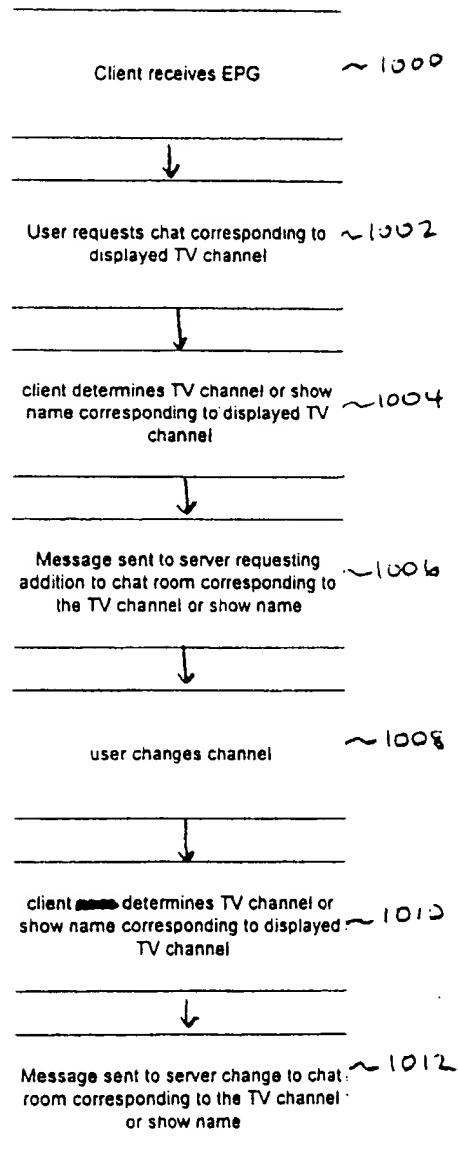 Client receives EPG
~1000
User requests chat corresponding to
displayed TV channel
~1002
client determines TV channel or show
name corresponding to displayed TV
channel
~1004
Message sent to server requesting
addition to chat room corresponding to
the TV channel or show name
~1006
user changes channel
~1008
client determines TV channel or
show name corresponding to displayed
TV channel
~1010
Message sent to server change to chat
room corresponding to the TV channel
or show name
~1012